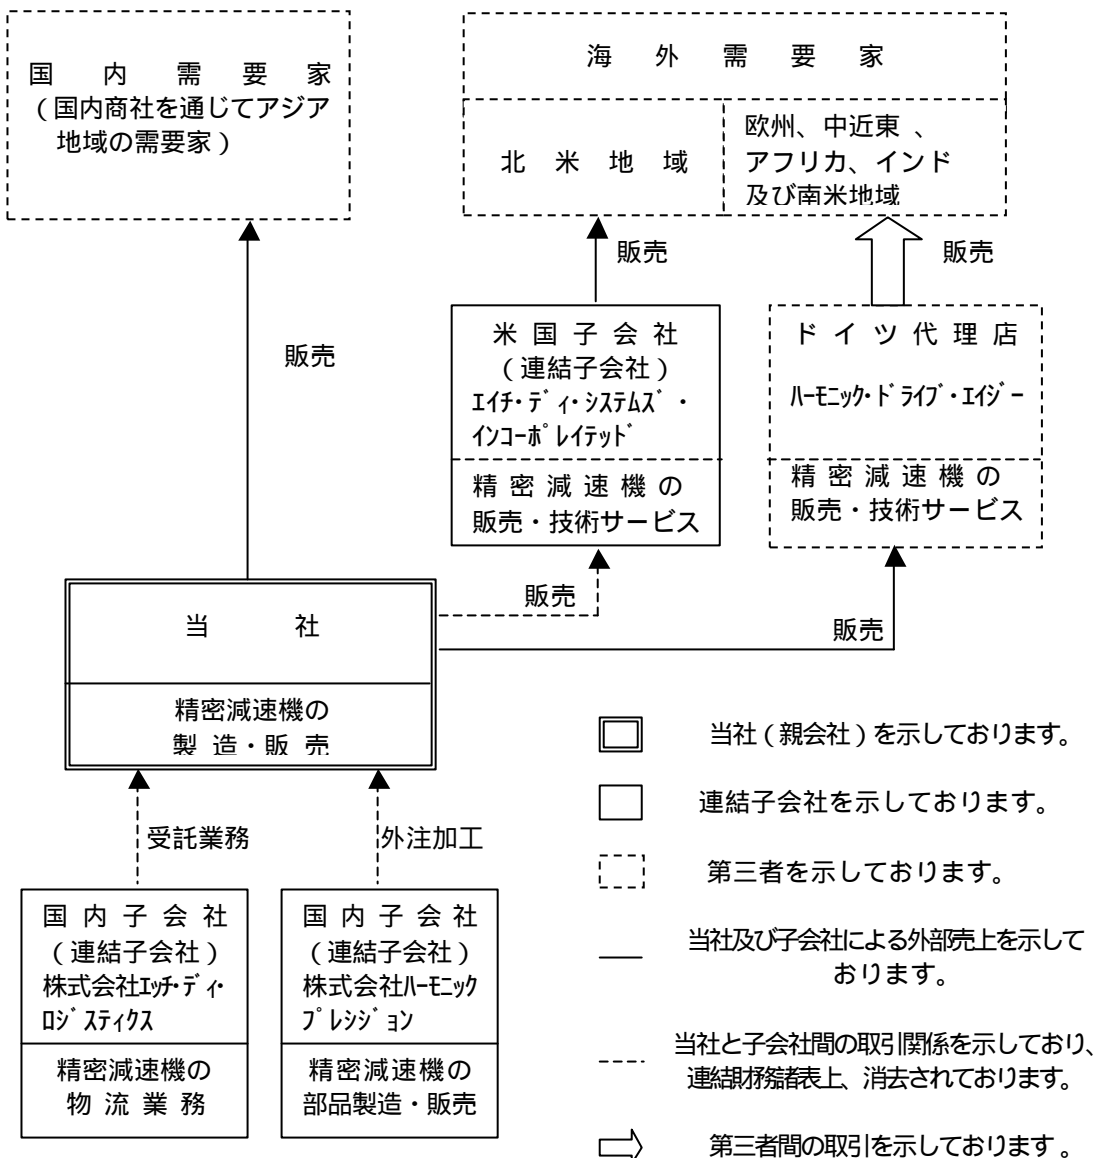 国内需要家
（国内商社を通じてアジア
地域の需要家）
海外需要家
北米地域
欧州、中近東、
アフリカ、インド
及び南米地域
販売
販売
販売
米国子会社
（連結子会社）
ｴｲﾁ・ﾃﾞｨ・ｼｽﾃﾑｽﾞ・
ｲﾝｺｰﾎﾟﾚｲﾃｯﾄﾞ
精密減速機の
販売・技術サービス
ドイツ代理店
ﾊｰﾓﾆｯｸ・ﾄﾞﾗｲﾌﾞ・ｴｲｼﾞｰ
精密減速機の
販売・技術サービス
販売
販売
当社
精密減速機の
製造・販売
受託業務
外注加工
国内子会社
（連結子会社）
株式会社ｴｯﾁ・ﾃﾞｨ・
ﾛｼﾞｽﾃｨｸｽ
精密減速機の
物流業務
国内子会社
（連結子会社）
株式会社ﾊｰﾓﾆｯｸ
ﾌﾟﾚｼｼﾞｮﾝ
精密減速機の
部品製造・販売
当社（親会社）を示しております。
連結子会社を示しております。
第三者を示しております。
当社及び子会社による外部売上を示して
おります。
当社と子会社間の取引関係を示しており、
連結財務諸表上、消去されております。
第三者間の取引を示しております。